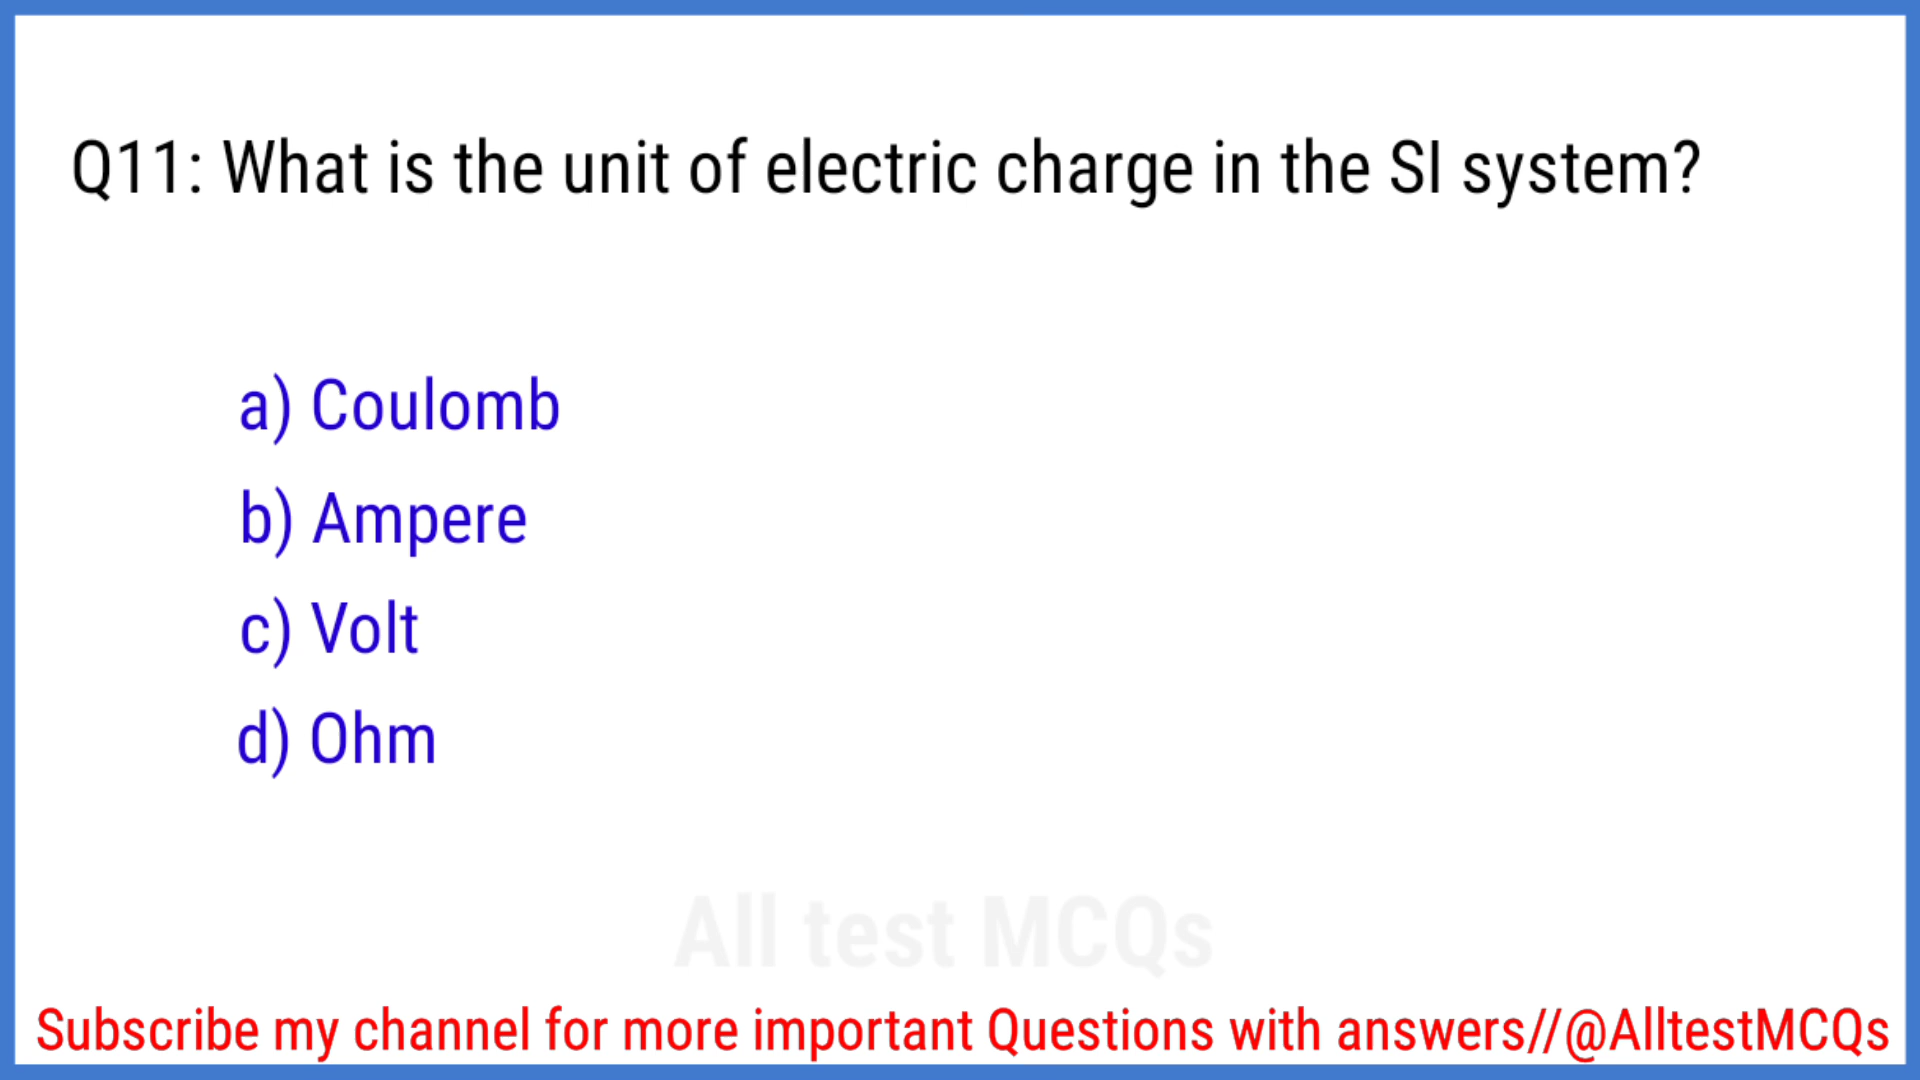 Q11: What is the unit of electric charge in the SI system?
a) Coulomb
b) Ampere
c) Volt
d) Ohm
All test MCQs
Subscribe my channel for more important Questions with answers//@AlltestMCQs